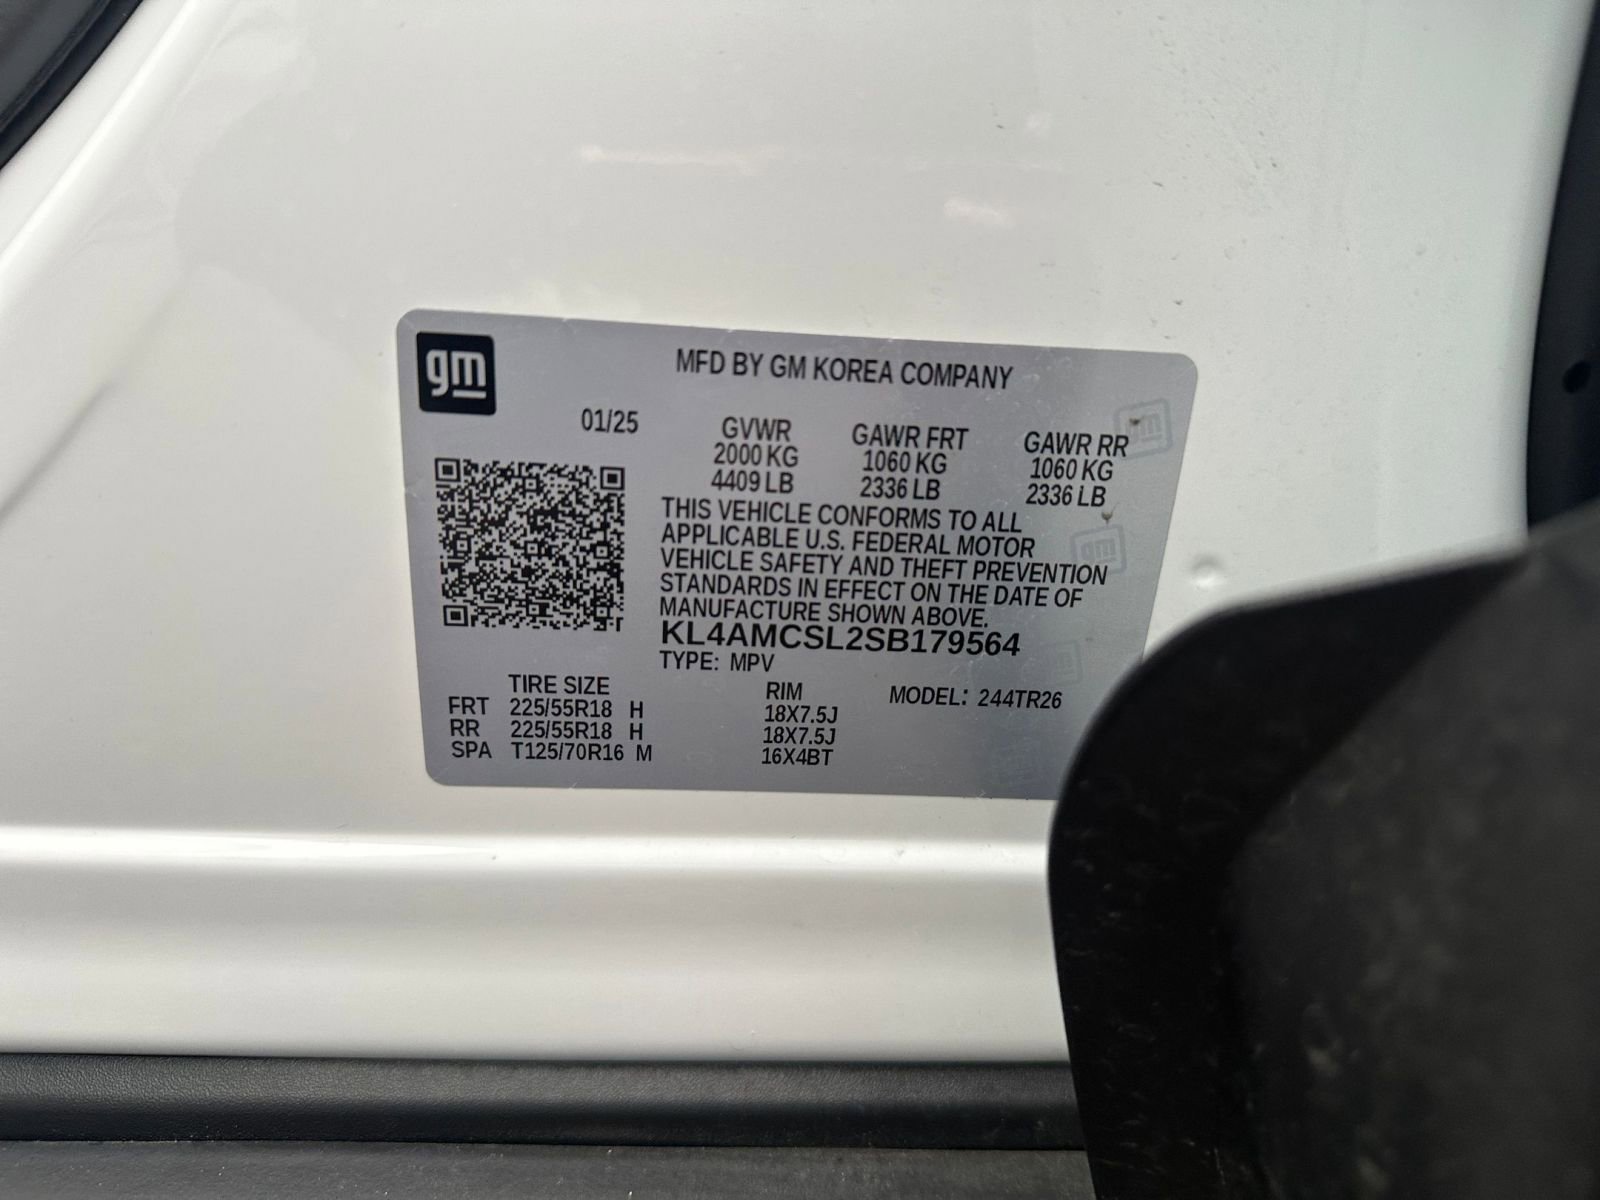 gm
MFD BY GM KOREA COMPANY
01/25
GVWR GAWR FRT GAWR RR
2000 KG 1060 KG 1060 KG
4409 LB 2336 LB 2336 LB
THIS VEHICLE CONFORMS TO ALL
APPLICABLE U.S. FEDERAL MOTOR
VEHICLE SAFETY AND THEFT PREVENTION
STANDARDS IN EFFECT ON THE DATE OF
MANUFACTURE SHOWN ABOVE.
KL4AMCSL2SB179564
TYPE: MPV
TIRE SIZE RIM MODEL: 244TR26
FRT 225/55R18 H 18X7.5J
RR 225/55R18 H 18X7.5J
SPA T125/70R16 M 16X4BT